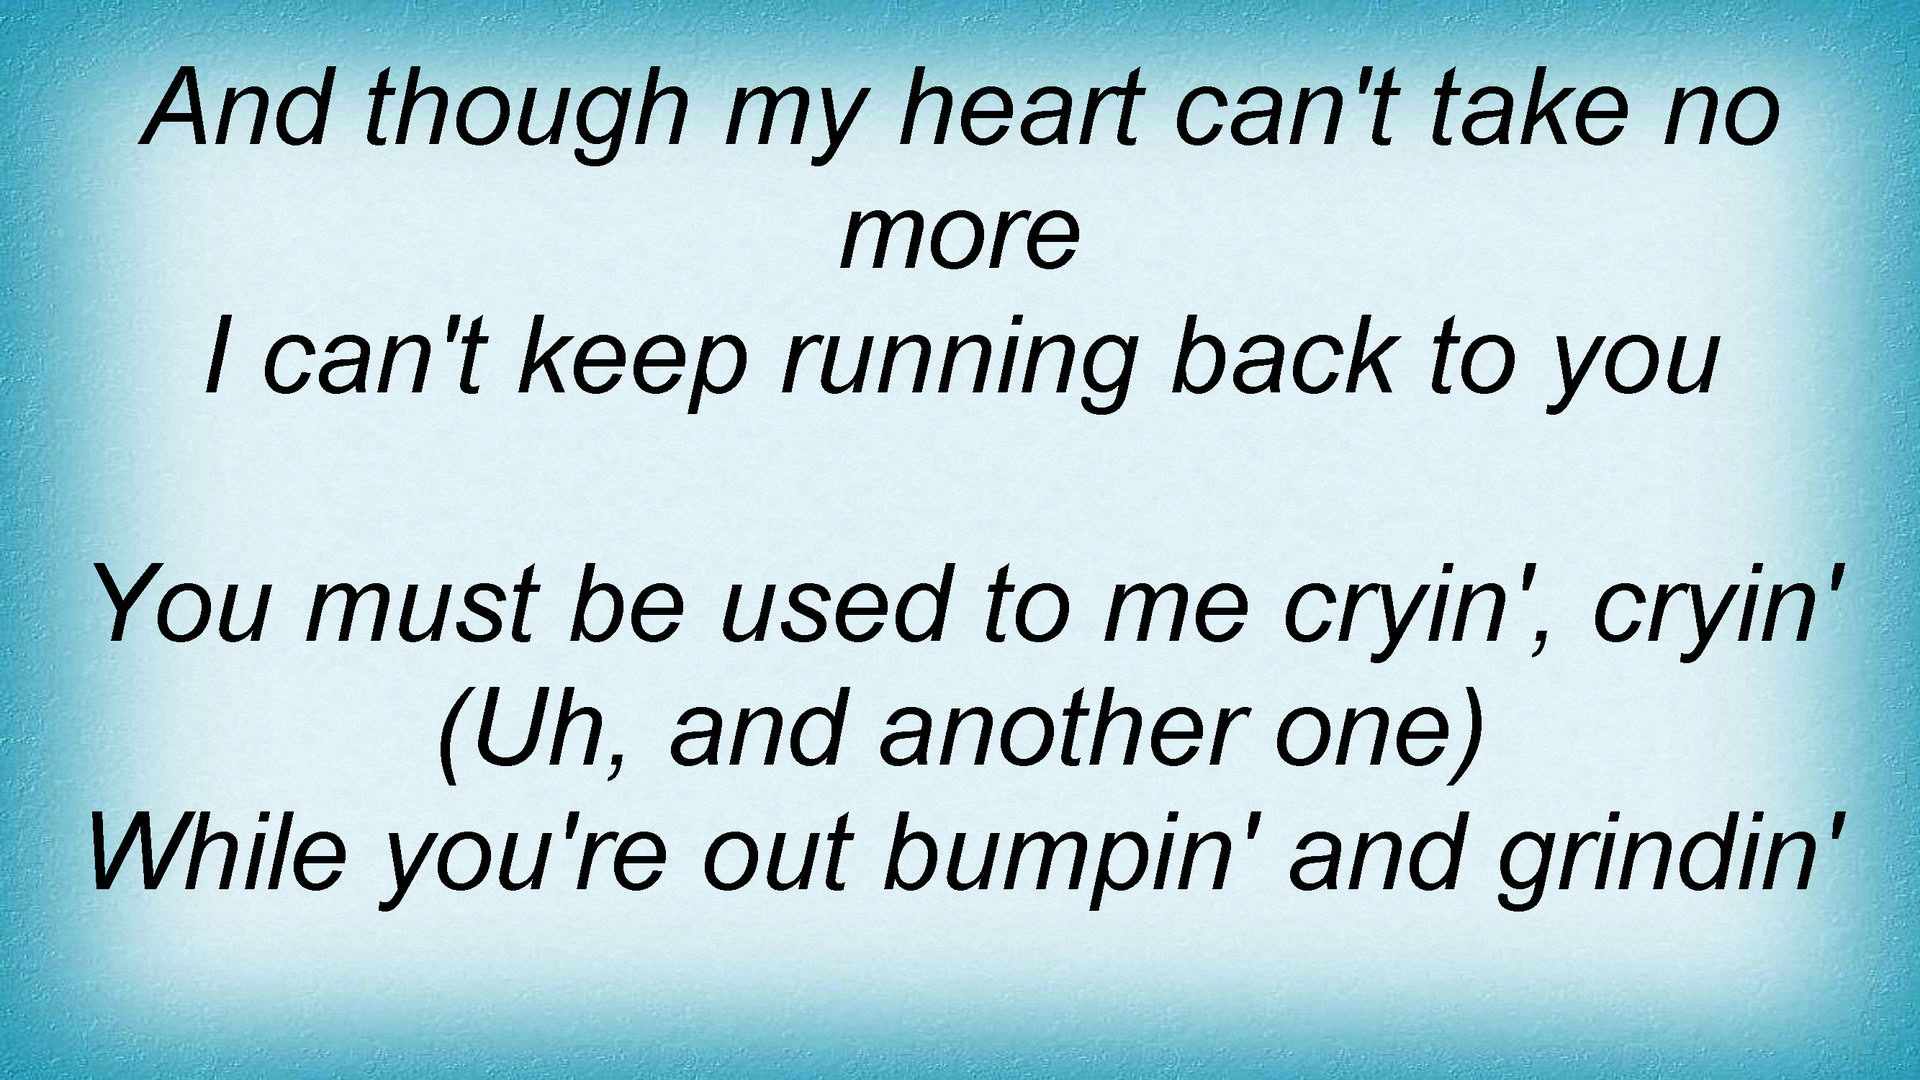 And though my heart can't take no
more
I can't keep running back to you
You must be used to me cryin', cryin'
(Uh, and another one)
While you're out bumpin' and grindin'